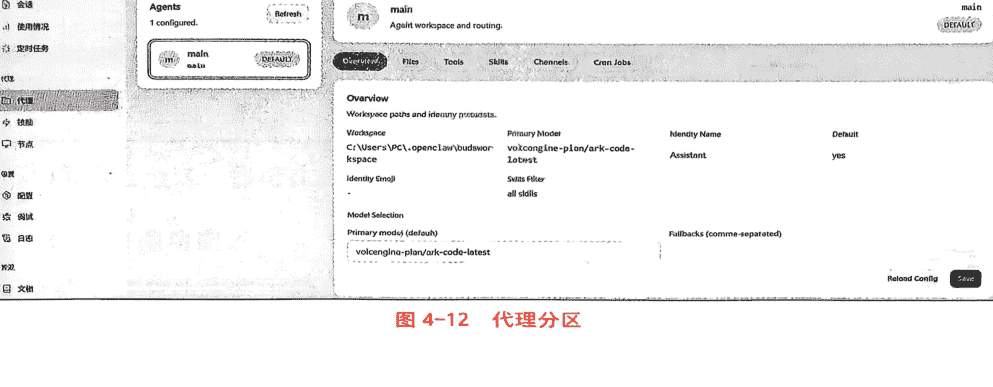 会话
使用情况
定时任务
代理
代理
技能
节点
设置
配置
调试
日志
资源
文档
Agents
1 configured.
Refresh
m
main
main
DEFAULT
m
main
Agent workspace and routing.
main
DEFAULT
Overview
Files
Tools
Skills
Channels
Cron Jobs
Overview
Workspace paths and identity metadata.
Workspace
C:\Users\PC\.openclaw\budswor-
kspace
Primary Model
volcengine-plan/ark-code-
latest
Identity Name
Assistant
Default
yes
Identity Emoji
-
Skills Filter
all skills
Model Selection
Primary model (default)
volcengine-plan/ark-code-latest
Fallbacks (comma-separated)
Reload Config
Save
图 4-12 代理分区